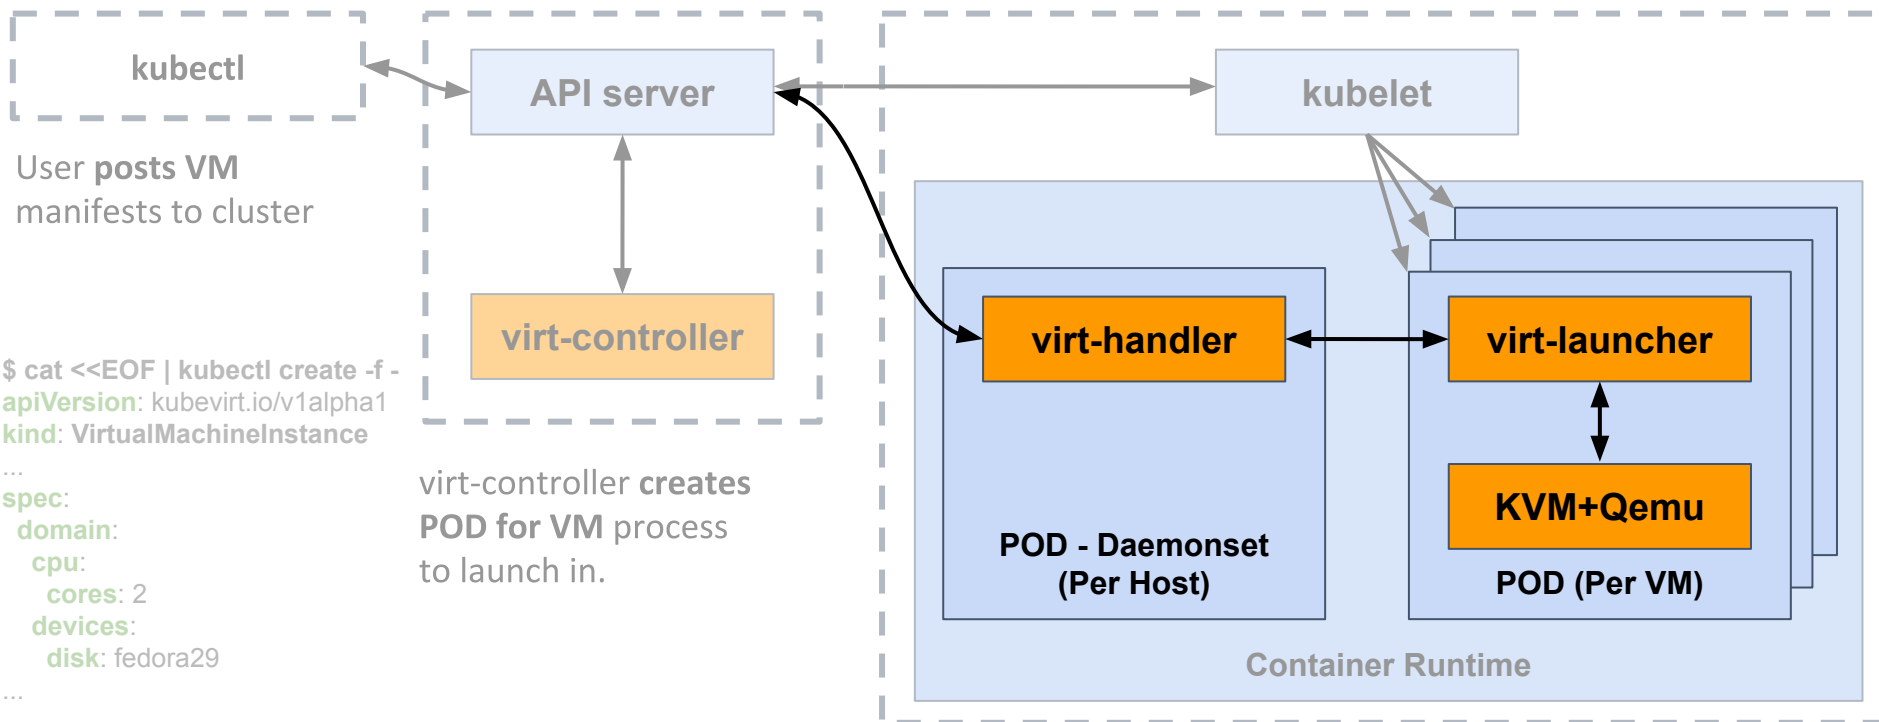 kubectl
User posts VM
manifests to cluster
$ cat <<EOF | kubectl create -f -
apiVersion: kubevirt.io/v1alpha1
kind: VirtualMachineInstance
...
spec:
domain:
cpu:
cores: 2
devices:
disk: fedora29
...
API server
virt-controller
virt-controller creates
POD for VM process
to launch in.
kubelet
virt-handler
POD - Daemonset
(Per Host)
virt-launcher
KVM+Qemu
POD (Per VM)
Container Runtime